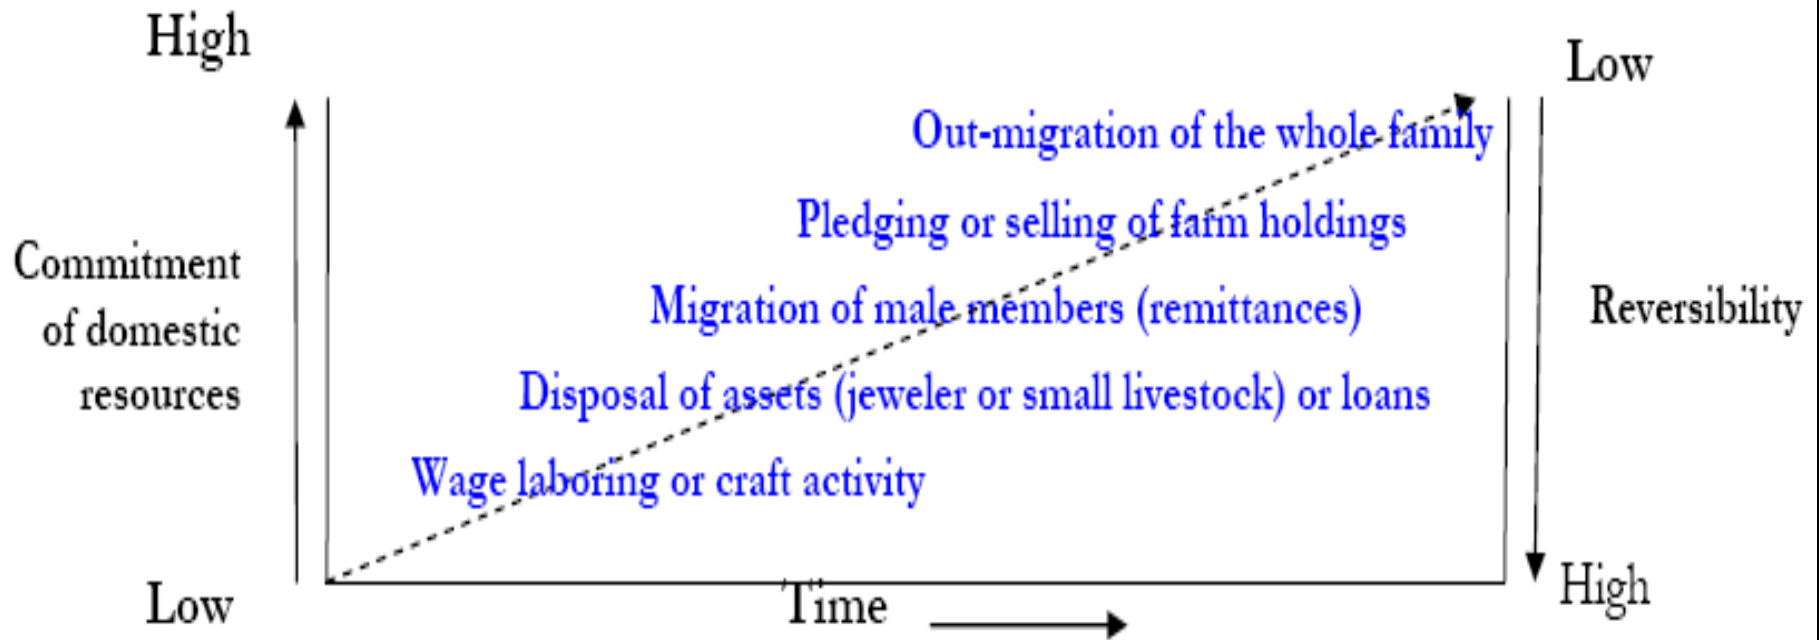 High
Low
Out-migration of the whole family
Pledging or selling of farm holdings
Commitment
of domestic
resources
Migration of male members (remittances)
Reversibility
Disposal of assets (jeweler or small livestock) or loans
Wage laboring or craft activity
Low
Time
High